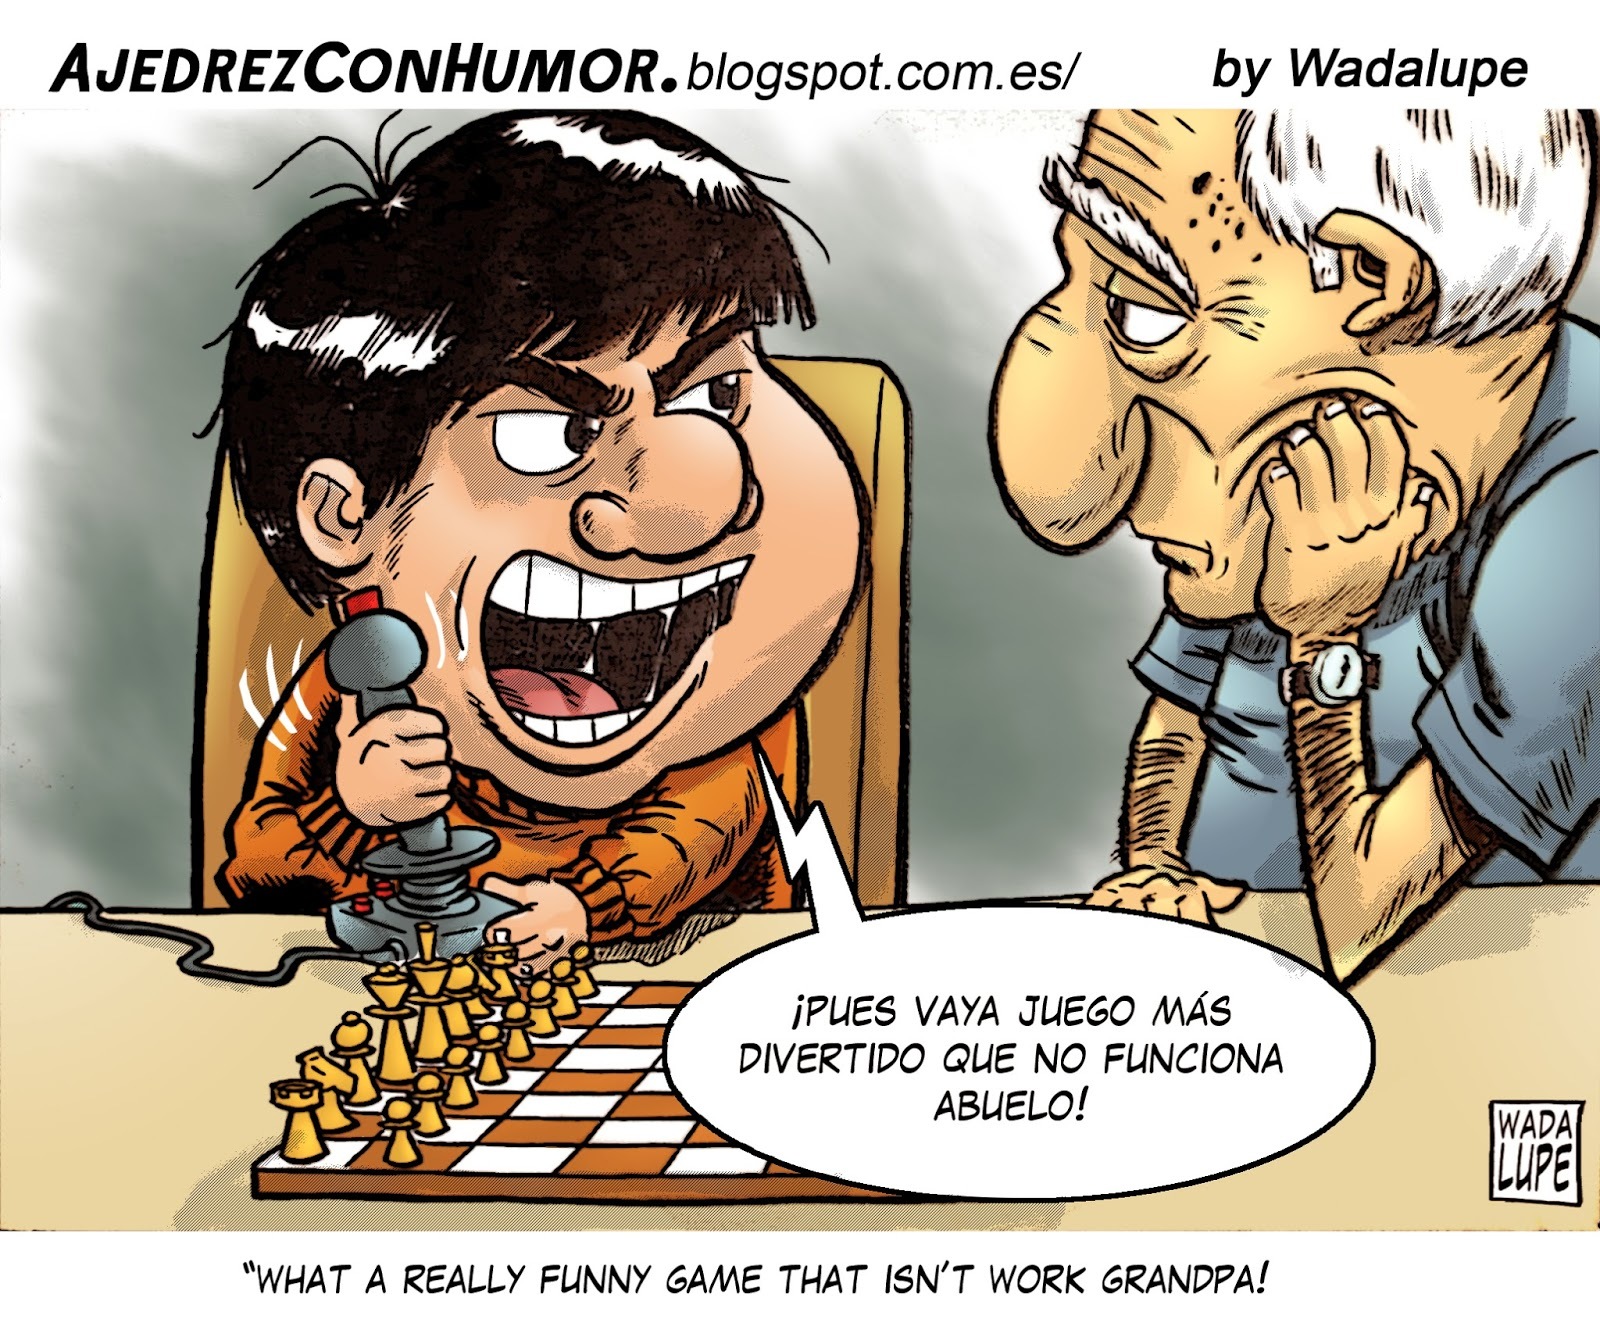 AJEDREZCONHUMOR.blogspot.com.es/ by Wadalupe
¡PUES VAYA JUEGO MÁS
DIVERTIDO QUE NO FUNCIONA
ABUELO!
WADA
LUPE
"WHAT A REALLY FUNNY GAME THAT ISN'T WORK GRANDPA!